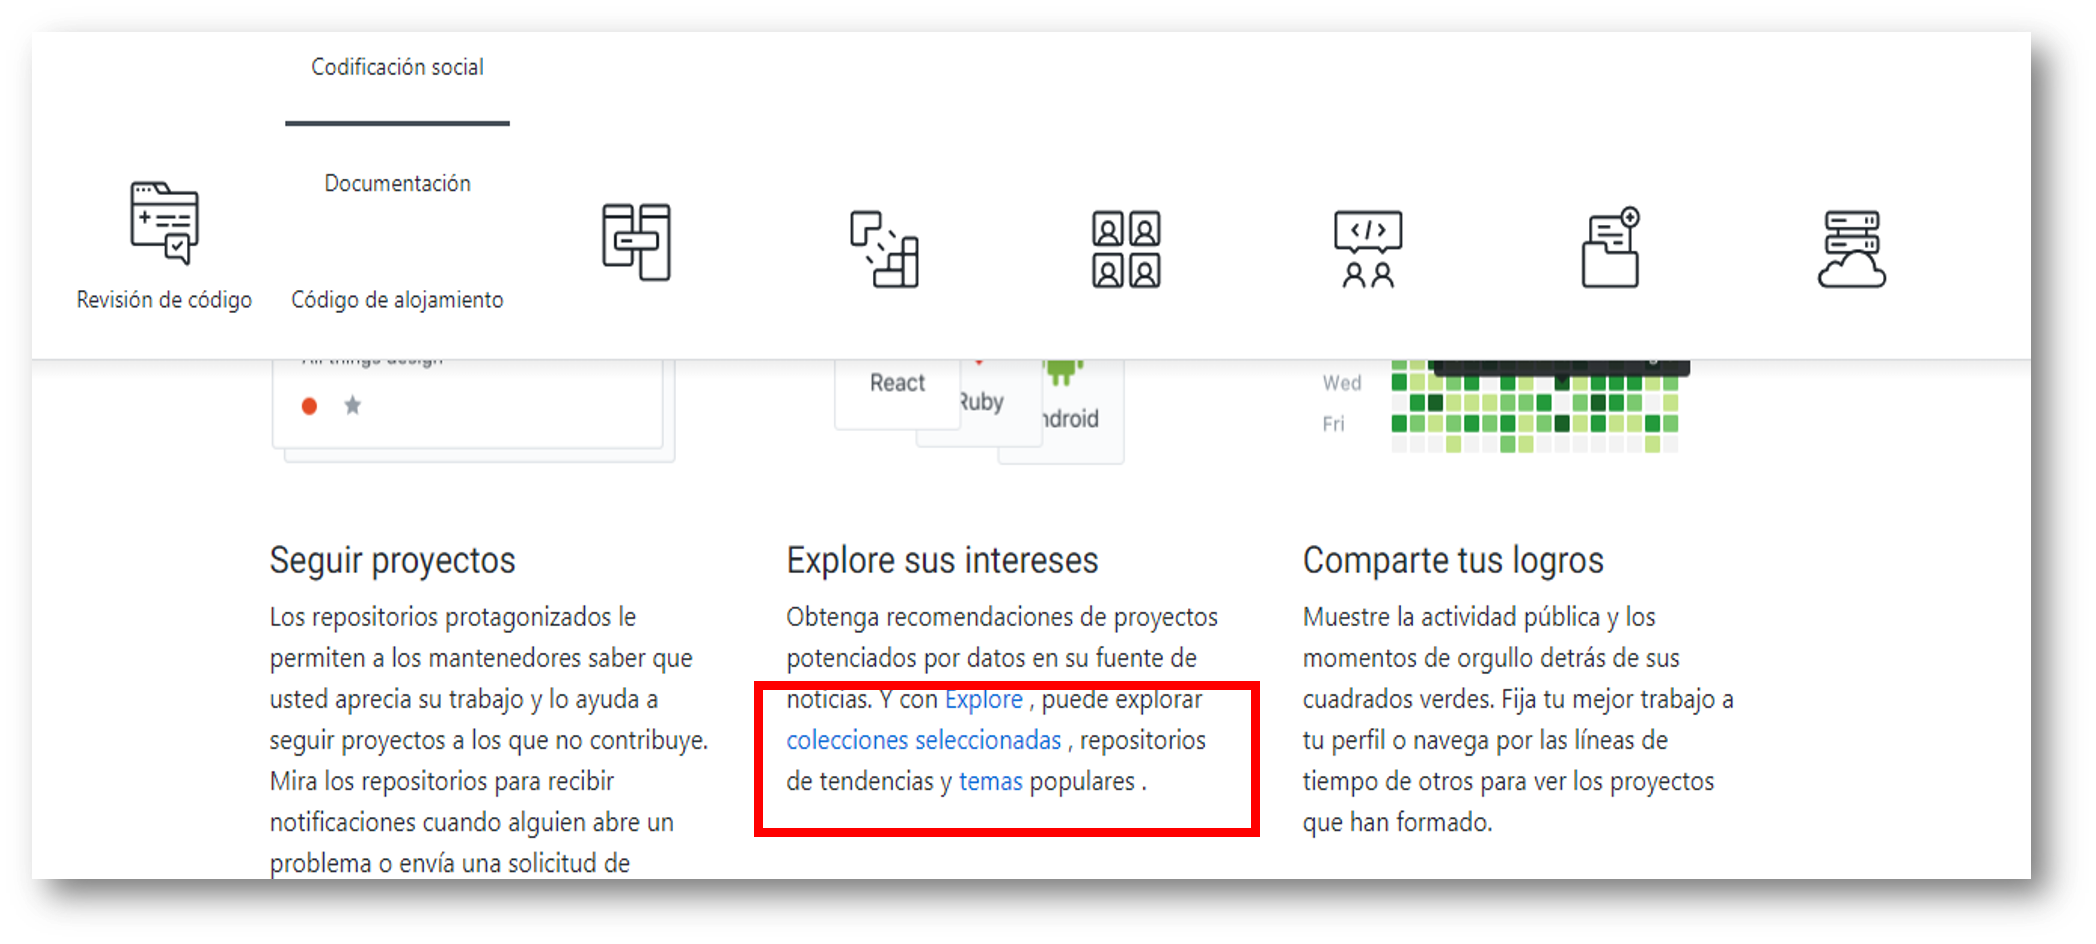 Codificación social
Documentación
Revisión de código
Código de alojamiento
All things design
React
Ruby
ndroid
Wed
Fri
Seguir proyectos
Los repositorios protagonizados le
permiten a los mantenedores saber que
usted aprecia su trabajo y lo ayuda a
seguir proyectos a los que no contribuye.
Mira los repositorios para recibir
notificaciones cuando alguien abre un
problema o envía una solicitud de
Explore sus intereses
Obtenga recomendaciones de proyectos
potenciados por datos en su fuente de
noticias. Y con Explore , puede explorar
colecciones seleccionadas , repositorios
de tendencias y temas populares .
Comparte tus logros
Muestre la actividad pública y los
momentos de orgullo detrás de sus
cuadrados verdes. Fija tu mejor trabajo a
tu perfil o navega por las líneas de
tiempo de otros para ver los proyectos
que han formado.